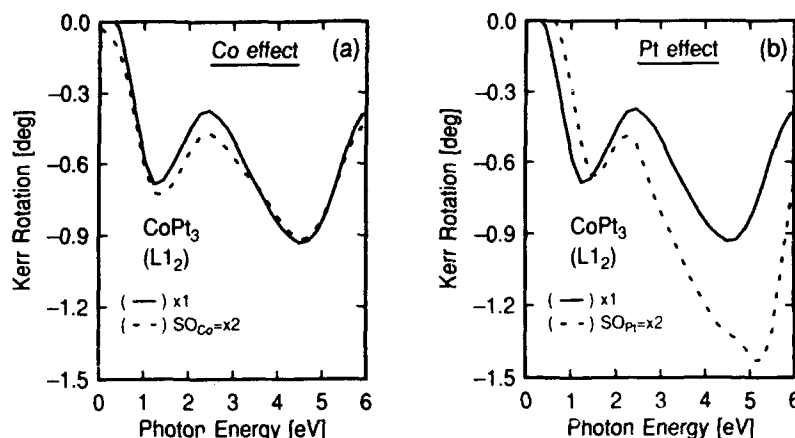 Co effect
(a)
0.0
−0.3
−0.6
−0.9
−1.2
−1.5
Kerr Rotation [deg]
CoPt3
(L12)
( — ) x1
( - - ) SOCo=x2
0 1 2 3 4 5 6
Photon Energy [eV]
Pt effect
(b)
0.0
−0.3
−0.6
−0.9
−1.2
−1.5
Kerr Rotation [deg]
CoPt3
(L12)
( — ) x1
( - - ) SOPt=x2
0 1 2 3 4 5 6
Photon Energy [eV]